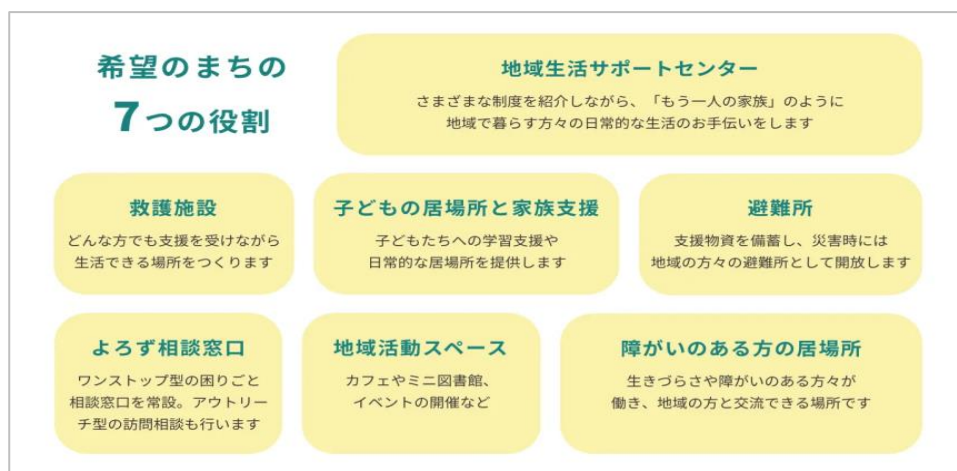 希望のまちの
7つの役割
地域生活サポートセンター
さまざまな制度を紹介しながら、「もう一人の家族」のように
地域で暮らす方々の日常的な生活のお手伝いをします
救護施設
どんな方でも支援を受けながら
生活できる場所をつくります
子どもの居場所と家族支援
子どもたちへの学習支援や
日常的な居場所を提供します
避難所
支援物資を備蓄し、災害時には
地域の方々の避難所として開放します
よろず相談窓口
ワンストップ型の困りごと
相談窓口を常設。アウトリー
チ型の訪問相談も行います
地域活動スペース
カフェやミニ図書館、
イベントの開催など
障がいのある方の居場所
生きづらさや障がいのある方々が
働き、地域の方と交流できる場所です